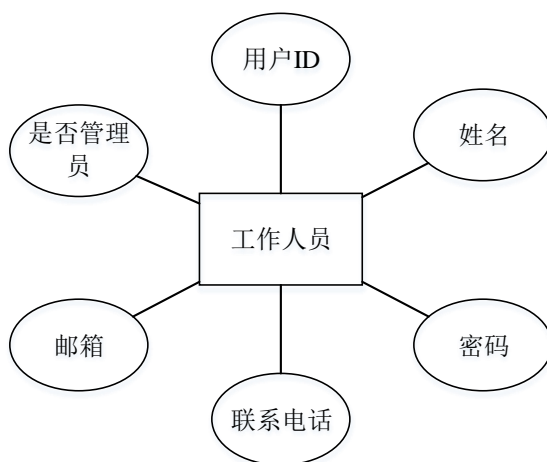 用户ID
是否管理
员
姓名
工作人员
邮箱
密码
联系电话